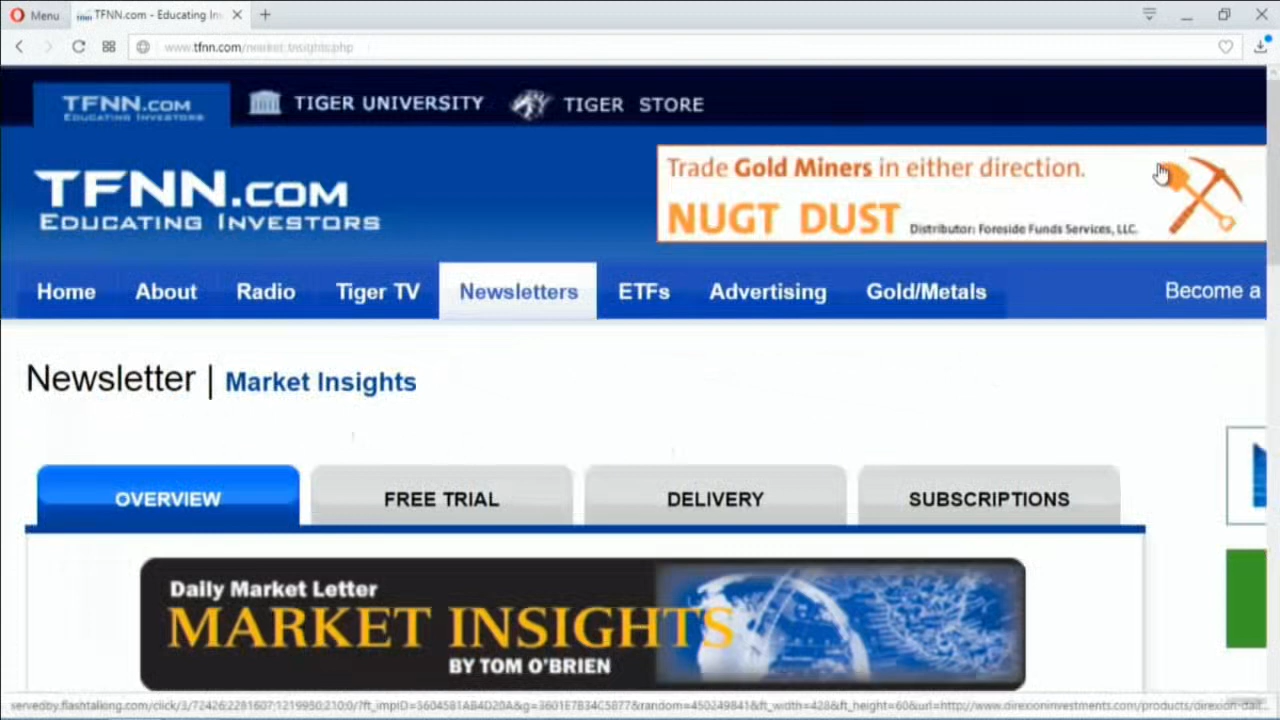 Menu
TFNN.com - Educating In
www.tfnn.com/market_insights.php
TFNN.COM
EDUCATING INVESTORS
TIGER UNIVERSITY
TIGER STORE
TFNN.COM
EDUCATING INVESTORS
Trade Gold Miners in either direction.
NUGT DUST Distributor: Foreside Funds Services, LLC.
Home About Radio Tiger TV Newsletters ETFs Advertising Gold/Metals Become a
Newsletter | Market Insights
OVERVIEW FREE TRIAL DELIVERY SUBSCRIPTIONS
Daily Market Letter
MARKET INSIGHTS
BY TOM O'BRIEN